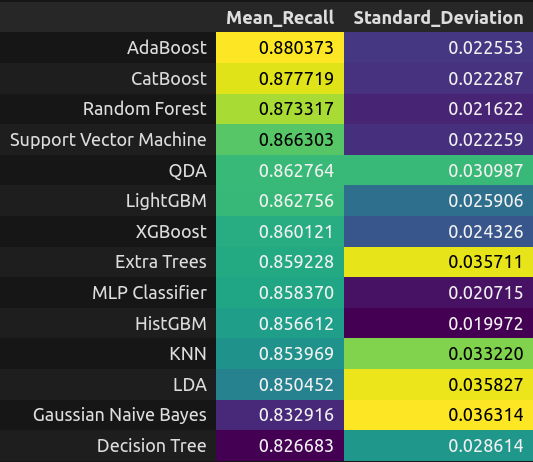 Mean_Recall Standard_Deviation
AdaBoost 0.880373 0.022553
CatBoost 0.877719 0.022287
Random Forest 0.873317 0.021622
Support Vector Machine 0.866303 0.022259
QDA 0.862764 0.030987
LightGBM 0.862756 0.025906
XGBoost 0.860121 0.024326
Extra Trees 0.859228 0.035711
MLP Classifier 0.858370 0.020715
HistGBM 0.856612 0.019972
KNN 0.853969 0.033220
LDA 0.850452 0.035827
Gaussian Naive Bayes 0.832916 0.036314
Decision Tree 0.826683 0.028614